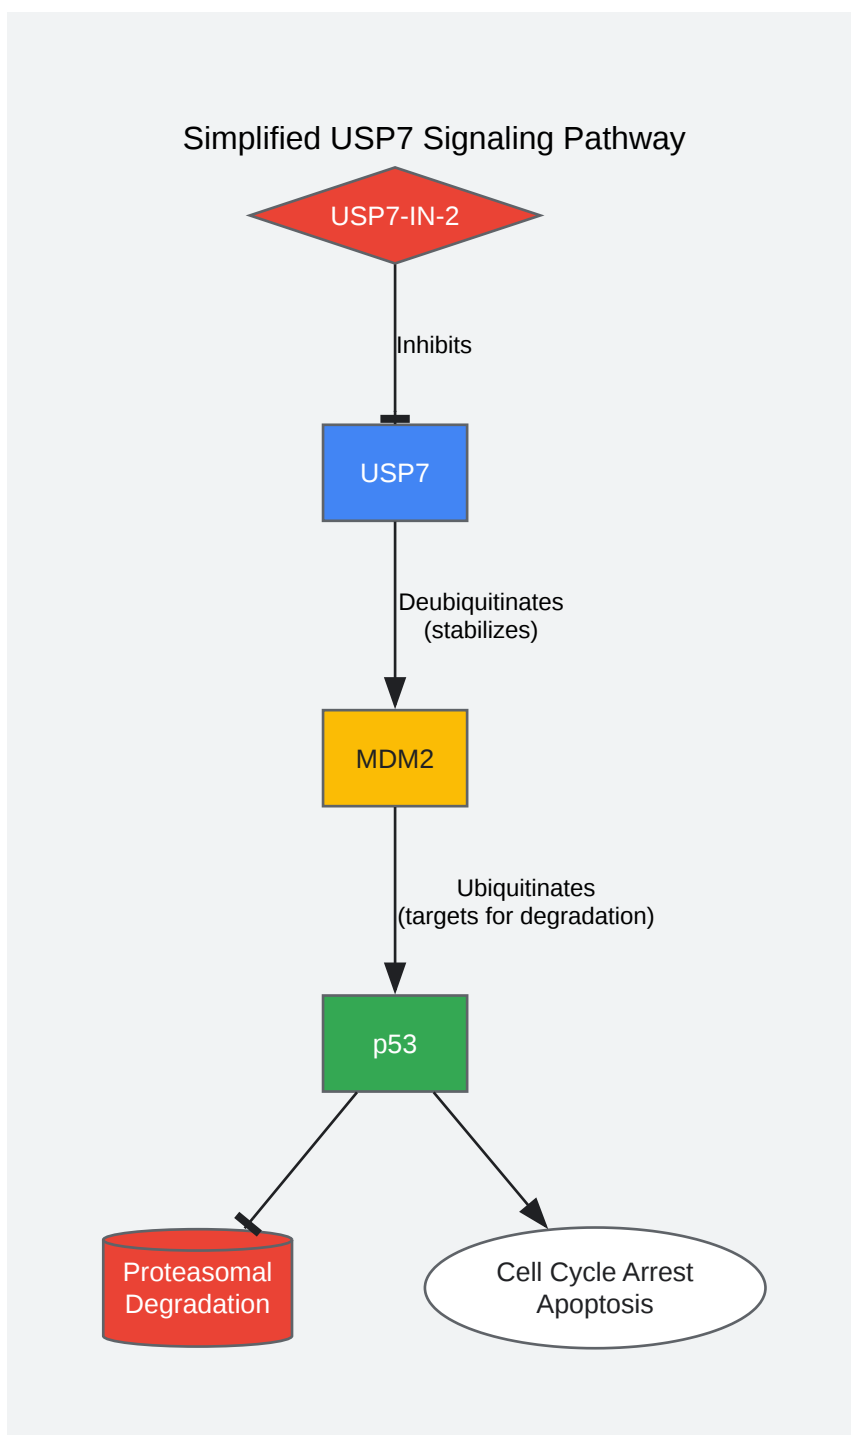 Simplified USP7 Signaling Pathway
USP7-IN-2
Inhibits
USP7
Deubiquitinates
(stabilizes)
MDM2
Ubiquitinates
(targets for degradation)
p53
Proteasomal
Degradation
Cell Cycle Arrest
Apoptosis